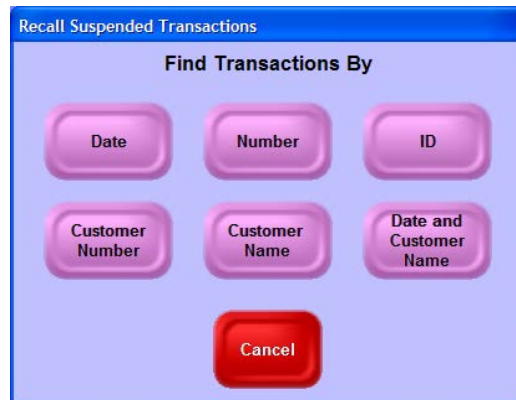 Recall Suspended Transactions
Find Transactions By
Date
Number
ID
Customer
Number
Customer
Name
Date and
Customer
Name
Cancel